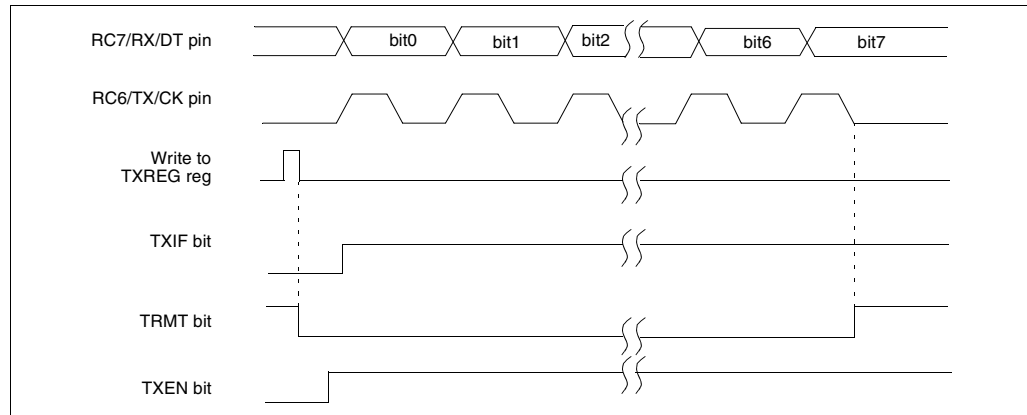 RC7/RX/DT pin
bit0 bit1 bit2 bit6 bit7
RC6/TX/CK pin
Write to
TXREG reg
TXIF bit
TRMT bit
TXEN bit